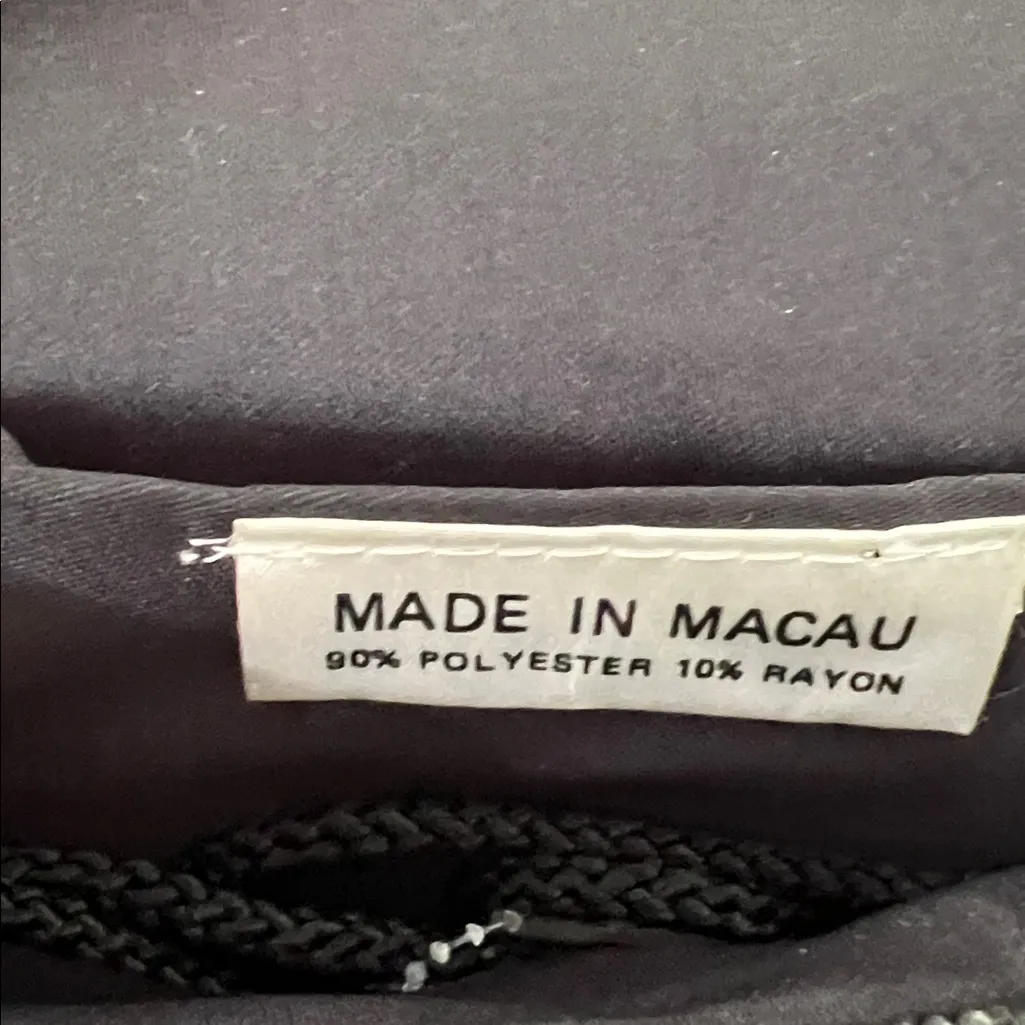 MADE IN MACAU
90% POLYESTER 10% RAYON